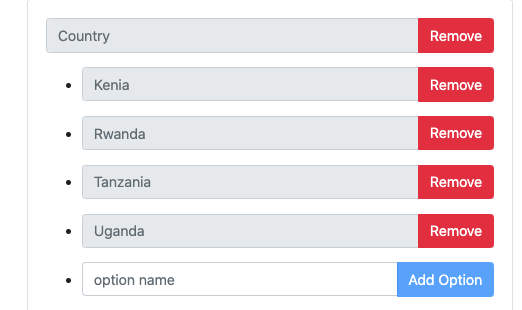 Country Remove
Kenia Remove
Rwanda Remove
Tanzania Remove
Uganda Remove
option name Add Option